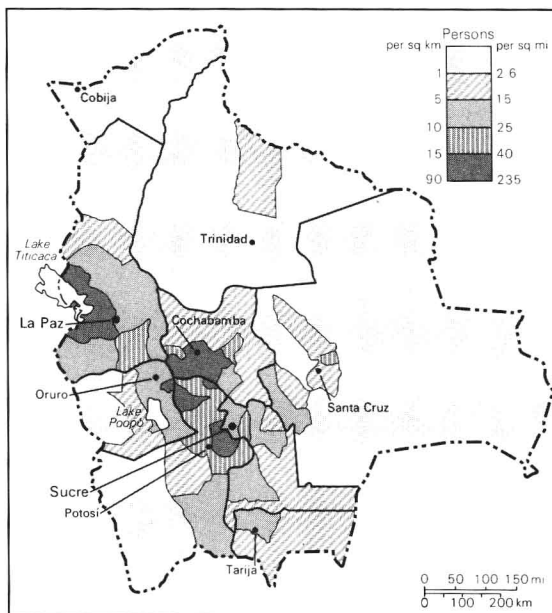 Persons
per sq km per sq mi
1 2 6
5 15
10 25
15 40
90 235
Cobija
Trinidad
Lake
Titicaca
La Paz
Cochabamba
Oruro
Lake
Poopó
Santa Cruz
Sucre
Potosí
Tarija
0 50 100 150 mi
0 100 200 km